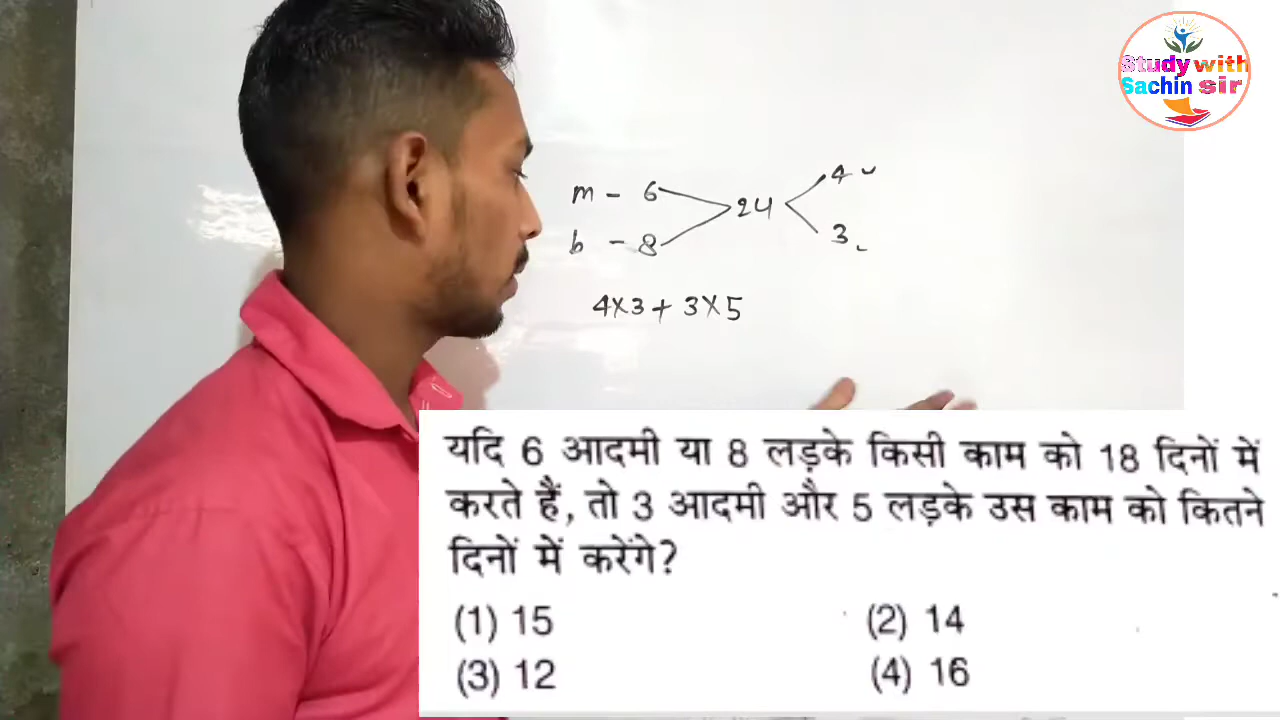 Study with
Sachin sir
m - 6
24
4
b - 8
3
4x3 + 3x5
यदि 6 आदमी या 8 लड़के किसी काम को 18 दिनों में
करते हैं, तो 3 आदमी और 5 लड़के उस काम को कितने
दिनों में करेंगे?
(1) 15
(2) 14
(3) 12
(4) 16